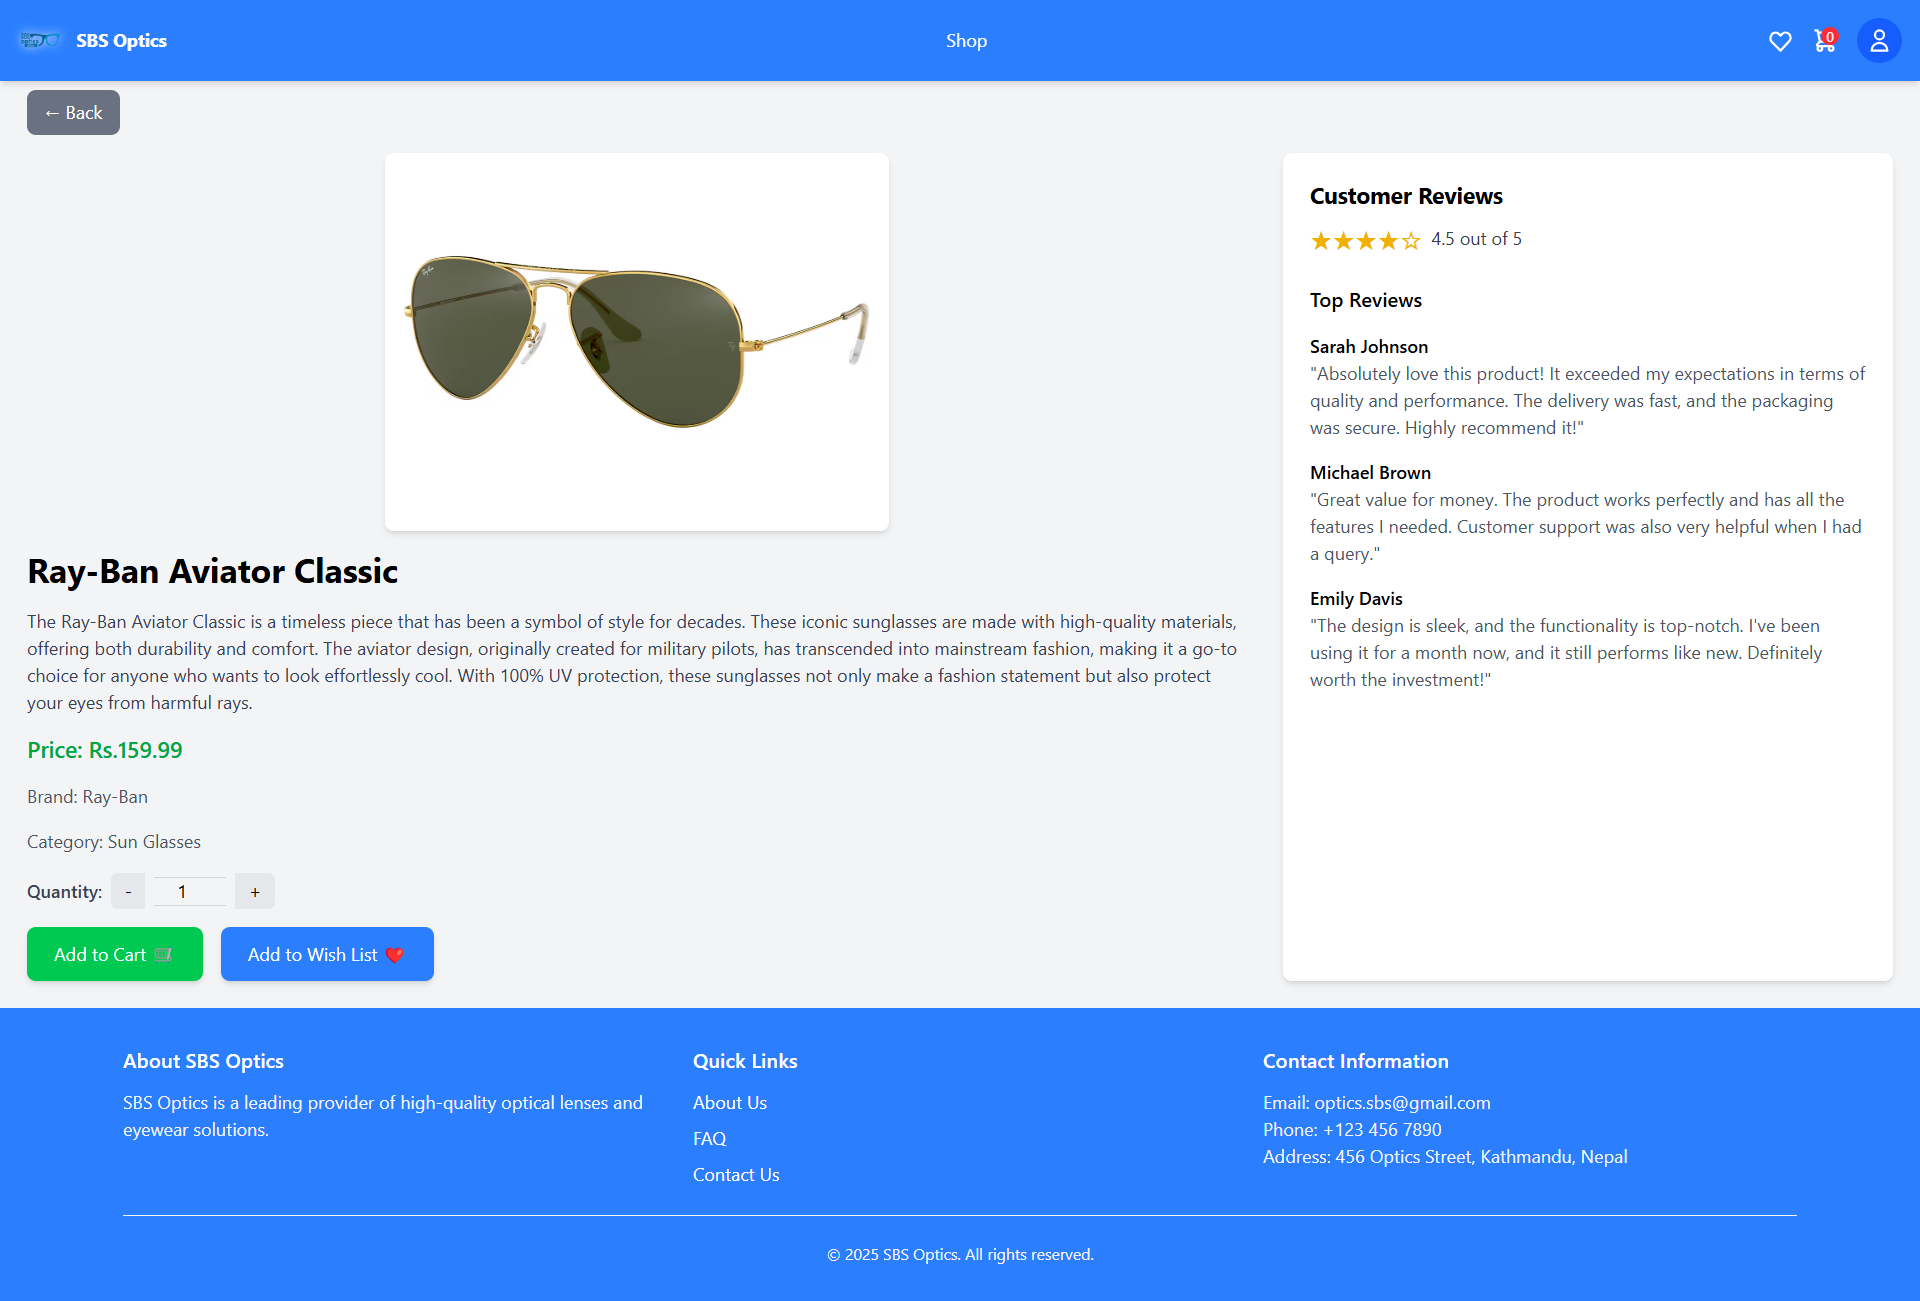 SBS Optics
Shop
0
← Back
Ray-Ban
Customer Reviews
★★★★☆ 4.5 out of 5
Top Reviews
Sarah Johnson
"Absolutely love this product! It exceeded my expectations in terms of
quality and performance. The delivery was fast, and the packaging
was secure. Highly recommend it!"
Michael Brown
"Great value for money. The product works perfectly and has all the
features I needed. Customer support was also very helpful when I had
a query."
Emily Davis
"The design is sleek, and the functionality is top-notch. I've been
using it for a month now, and it still performs like new. Definitely
worth the investment!"
Ray-Ban Aviator Classic
The Ray-Ban Aviator Classic is a timeless piece that has been a symbol of style for decades. These iconic sunglasses are made with high-quality materials,
offering both durability and comfort. The aviator design, originally created for military pilots, has transcended into mainstream fashion, making it a go-to
choice for anyone who wants to look effortlessly cool. With 100% UV protection, these sunglasses not only make a fashion statement but also protect
your eyes from harmful rays.
Price: Rs.159.99
Brand: Ray-Ban
Category: Sun Glasses
Quantity: - 1 +
Add to Cart 🛒
Add to Wish List ❤️
About SBS Optics
SBS Optics is a leading provider of high-quality optical lenses and
eyewear solutions.
Quick Links
About Us
FAQ
Contact Us
Contact Information
Email: optics.sbs@gmail.com
Phone: +123 456 7890
Address: 456 Optics Street, Kathmandu, Nepal
© 2025 SBS Optics. All rights reserved.